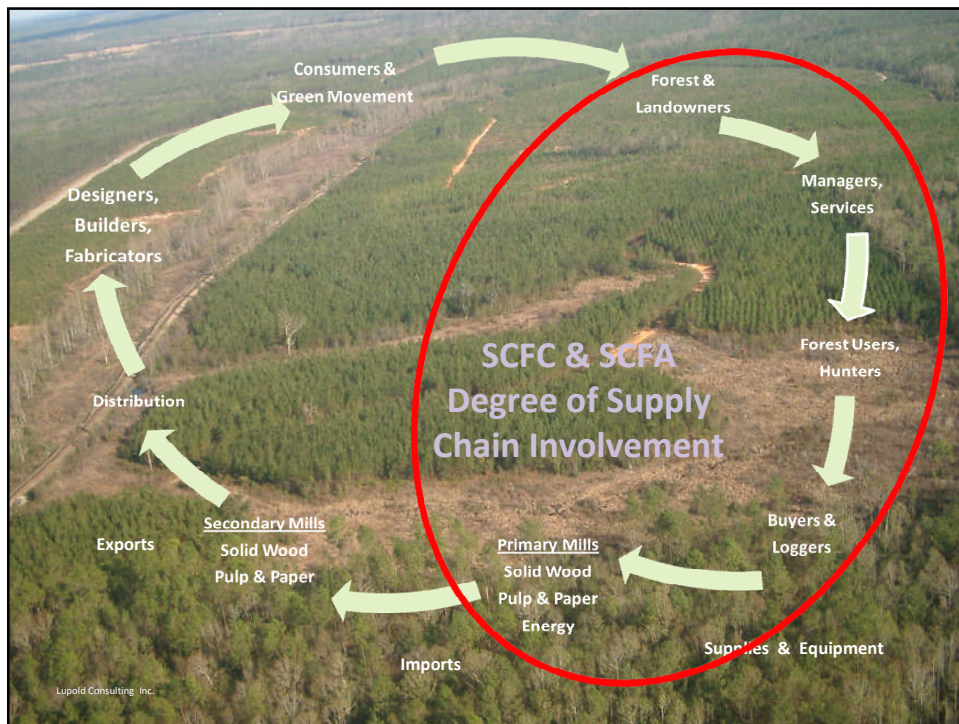 Consumers &
Green Movement
Forest &
Landowners
Managers,
Services
Forest Users,
Hunters
Buyers &
Loggers
Supplies & Equipment
Primary Mills
Solid Wood
Pulp & Paper
Energy
Imports
Secondary Mills
Solid Wood
Pulp & Paper
Exports
Distribution
Designers,
Builders,
Fabricators
SCFC & SCFA
Degree of Supply
Chain Involvement
Lupold Consulting Inc.